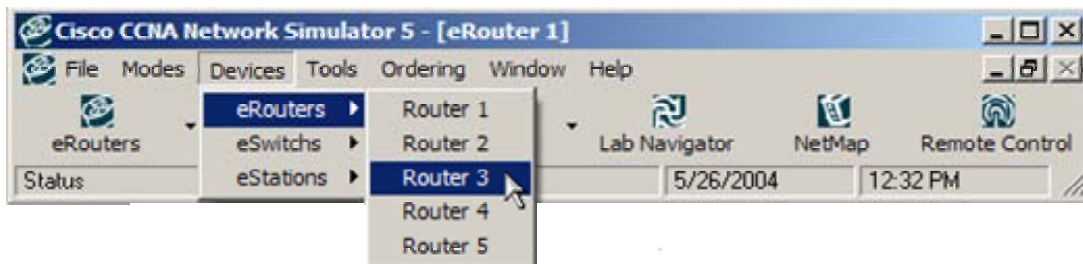 Cisco CCNA Network Simulator 5 - [eRouter 1]
File Modes Devices Tools Ordering Window Help
eRouters
eSwitchs
eStations
Router 1
Router 2
Router 3
Router 4
Router 5
eRouters Lab Navigator NetMap Remote Control
Status 5/26/2004 12:32 PM